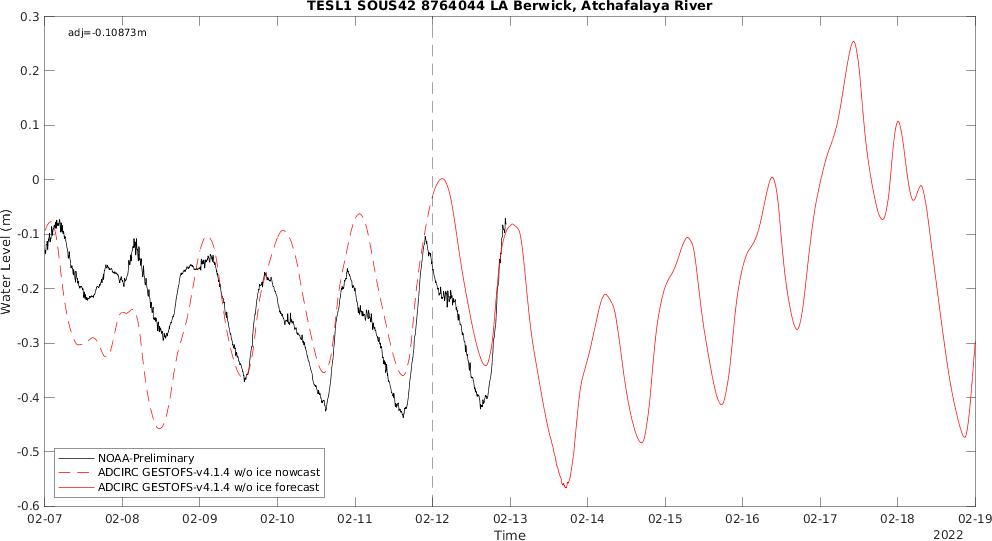 TESL1 SOUS42 8764044 LA Berwick, Atchafalaya River
adj=-0.10873m
0.3
0.2
0.1
0
-0.1
-0.2
-0.3
-0.4
-0.5
-0.6
Water Level (m)
NOAA-Preliminary
ADCIRC GESTOFS-v4.1.4 w/o ice nowcast
ADCIRC GESTOFS-v4.1.4 w/o ice forecast
02-07 02-08 02-09 02-10 02-11 02-12 02-13 02-14 02-15 02-16 02-17 02-18 02-19
Time
2022